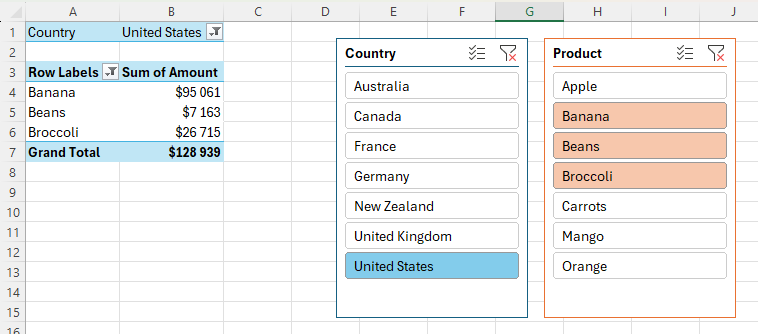 A B C D E F G H I J
1 Country United States
2 Country Product
3 Row Labels Sum of Amount
4 Banana $95 061 Australia Apple
5 Beans $7 163 Canada Banana
6 Broccoli $26 715 France Beans
7 Grand Total $128 939 Germany Broccoli
8
9 New Zealand Carrots
10
11 United Kingdom Mango
12
13 United States Orange
14
15
16